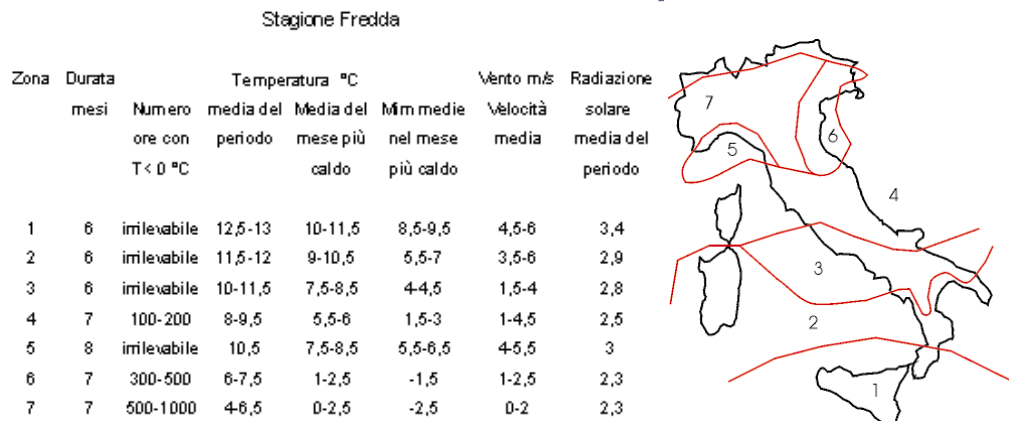 Stagione Fredda
Zona Durata Temperatura °C Vento m/s Radiazione
mesi Numero media del Media del Mim medie Velocità solare
ore con periodo mese più nel mese media media del
T< 0 °C caldo più caldo periodo
1 6 irrilevabile 12,5-13 10-11,5 8,5-9,5 4,5-6 3,4
2 6 irrilevabile 11,5-12 9-10,5 5,5-7 3,5-6 2,9
3 6 irrilevabile 10-11,5 7,5-8,5 4-4,5 1,5-4 2,8
4 7 100-200 8-9,5 5,5-6 1,5-3 1-4,5 2,5
5 8 irrilevabile 10,5 7,5-8,5 5,5-6,5 4-5,5 3
6 7 300-500 6-7,5 1-2,5 -1,5 1-2,5 2,3
7 7 500-1000 4-6,5 0-2,5 -2,5 0-2 2,3
7
5
6
4
3
2
1